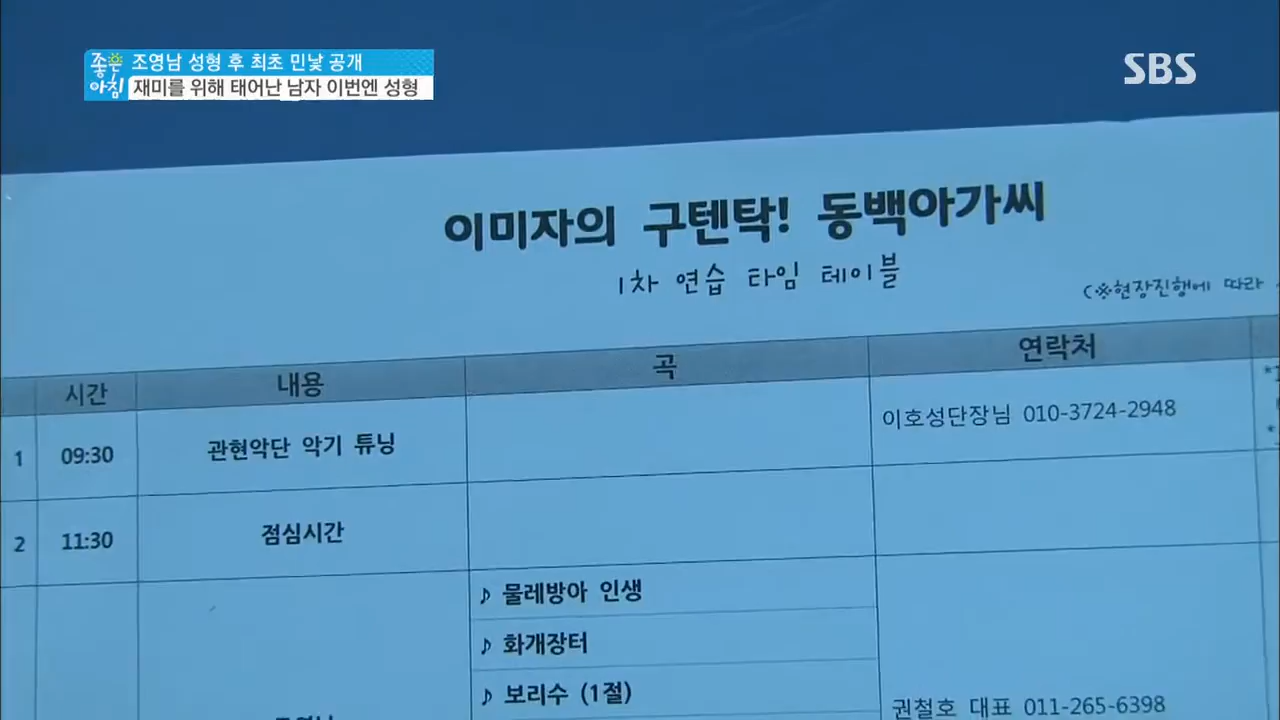 좋은
아침
조영남 성형 후 최초 민낯 공개
재미를 위해 태어난 남자 이번엔 성형
SBS
이미자의 구텐탁! 동백아가씨
1차 연습 타임 테이블
(※현장진행에 따라
시간 내용 곡 연락처
1 09:30 관현악단 악기 튜닝 이호성단장님 010-3724-2948
2 11:30 점심시간
♪ 물레방아 인생
♪ 화개장터
♪ 보리수 (1절)
권철호 대표 011-265-6398